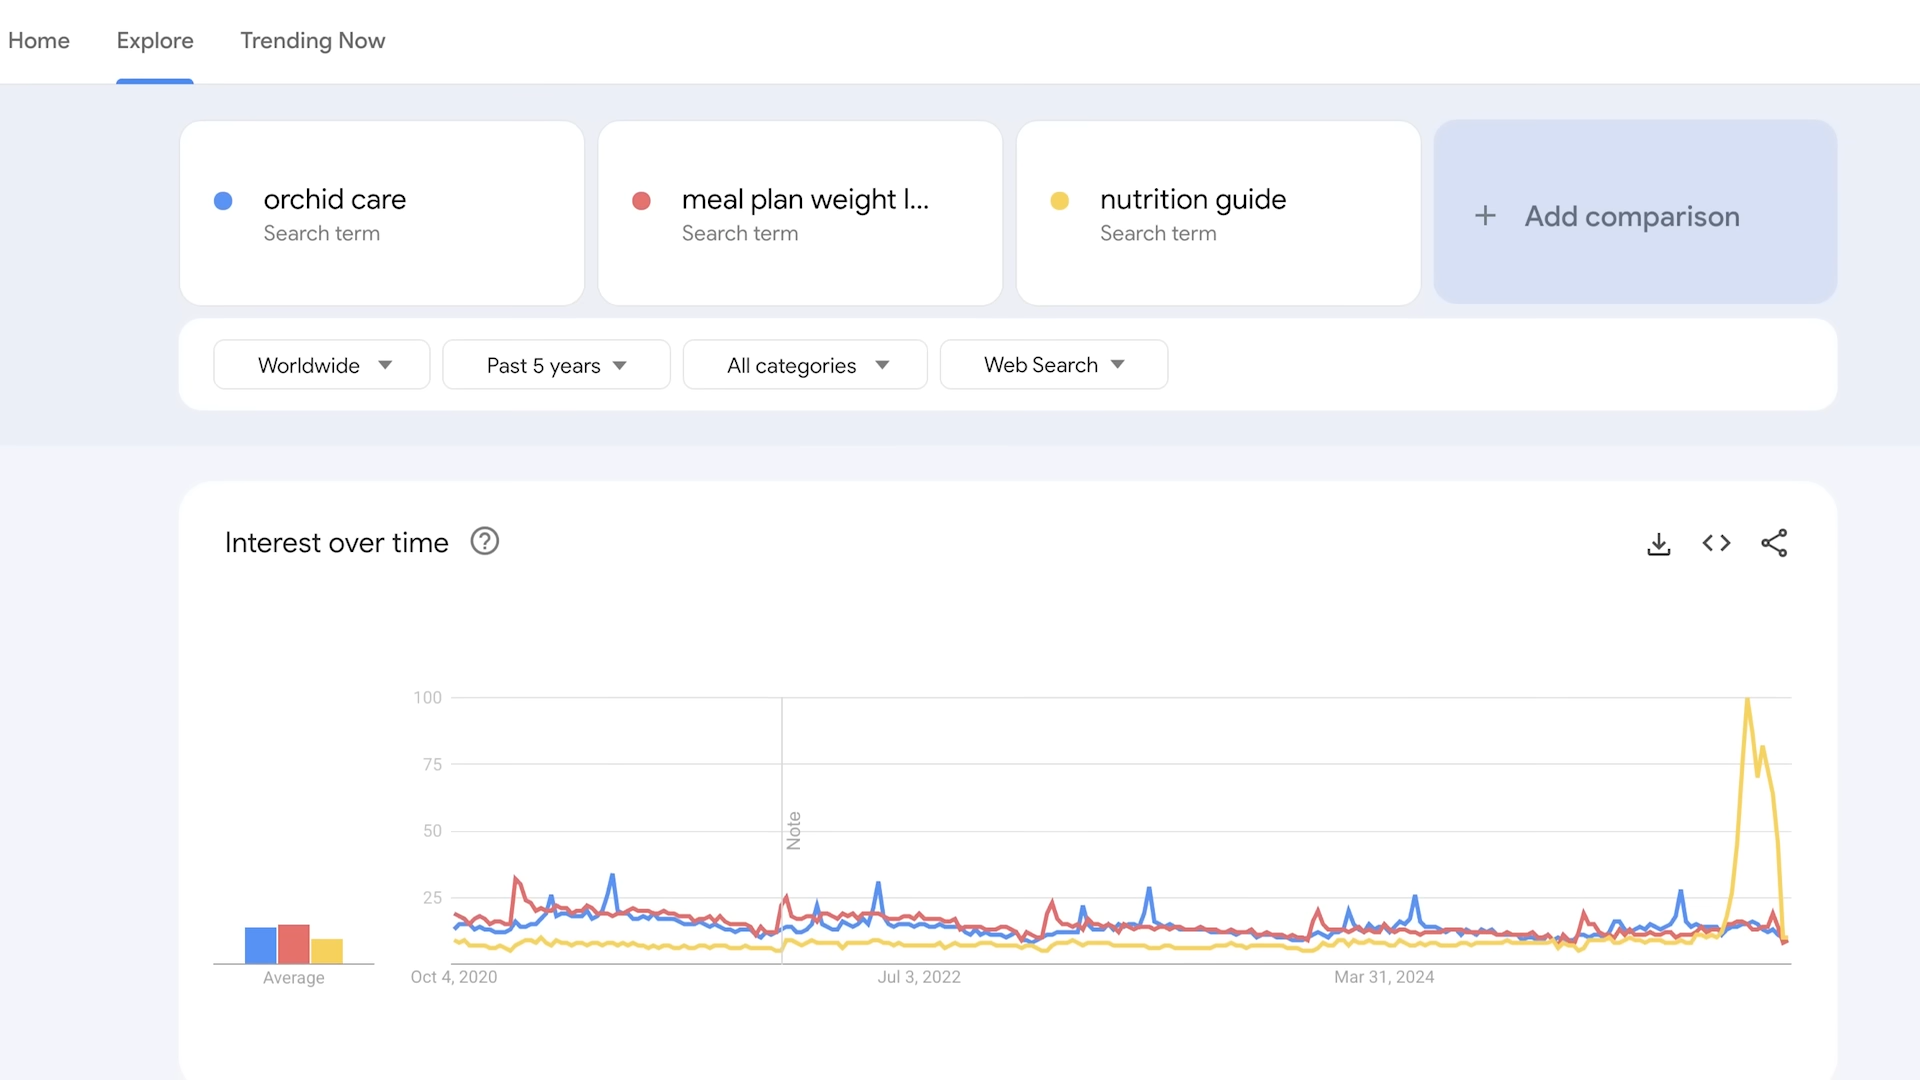 Home Explore Trending Now
orchid care
Search term
meal plan weight l...
Search term
nutrition guide
Search term
+ Add comparison
Worldwide Past 5 years All categories Web Search
Interest over time ?
100
75
50
25
Note
Average
Oct 4, 2020 Jul 3, 2022 Mar 31, 2024